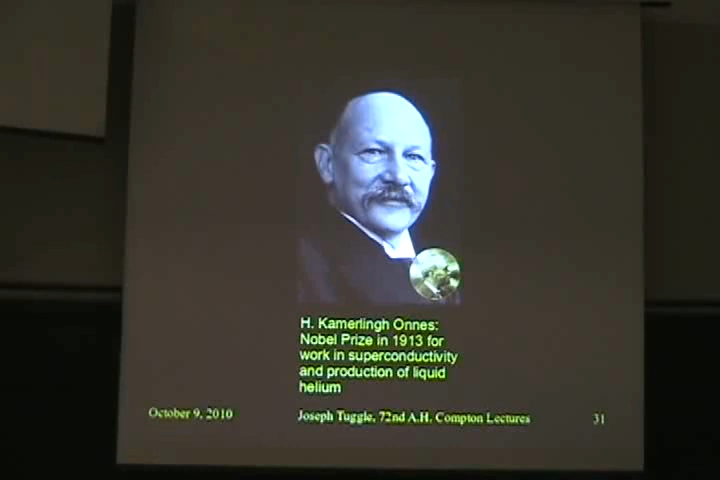 H. Kamerlingh Onnes:
Nobel Prize in 1913 for
work in superconductivity
and production of liquid
helium
October 9, 2010
Joseph Tuggle, 72nd A.H. Compton Lectures
31